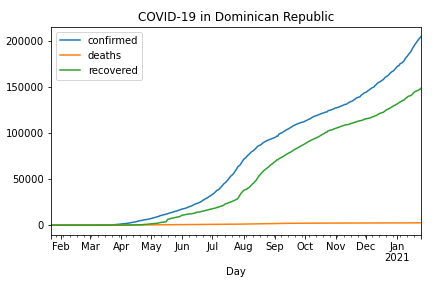 COVID-19 in Dominican Republic
confirmed
deaths
recovered
200000
150000
100000
50000
0
Feb Mar Apr May Jun Jul Aug Sep Oct Nov Dec Jan
2021
Day